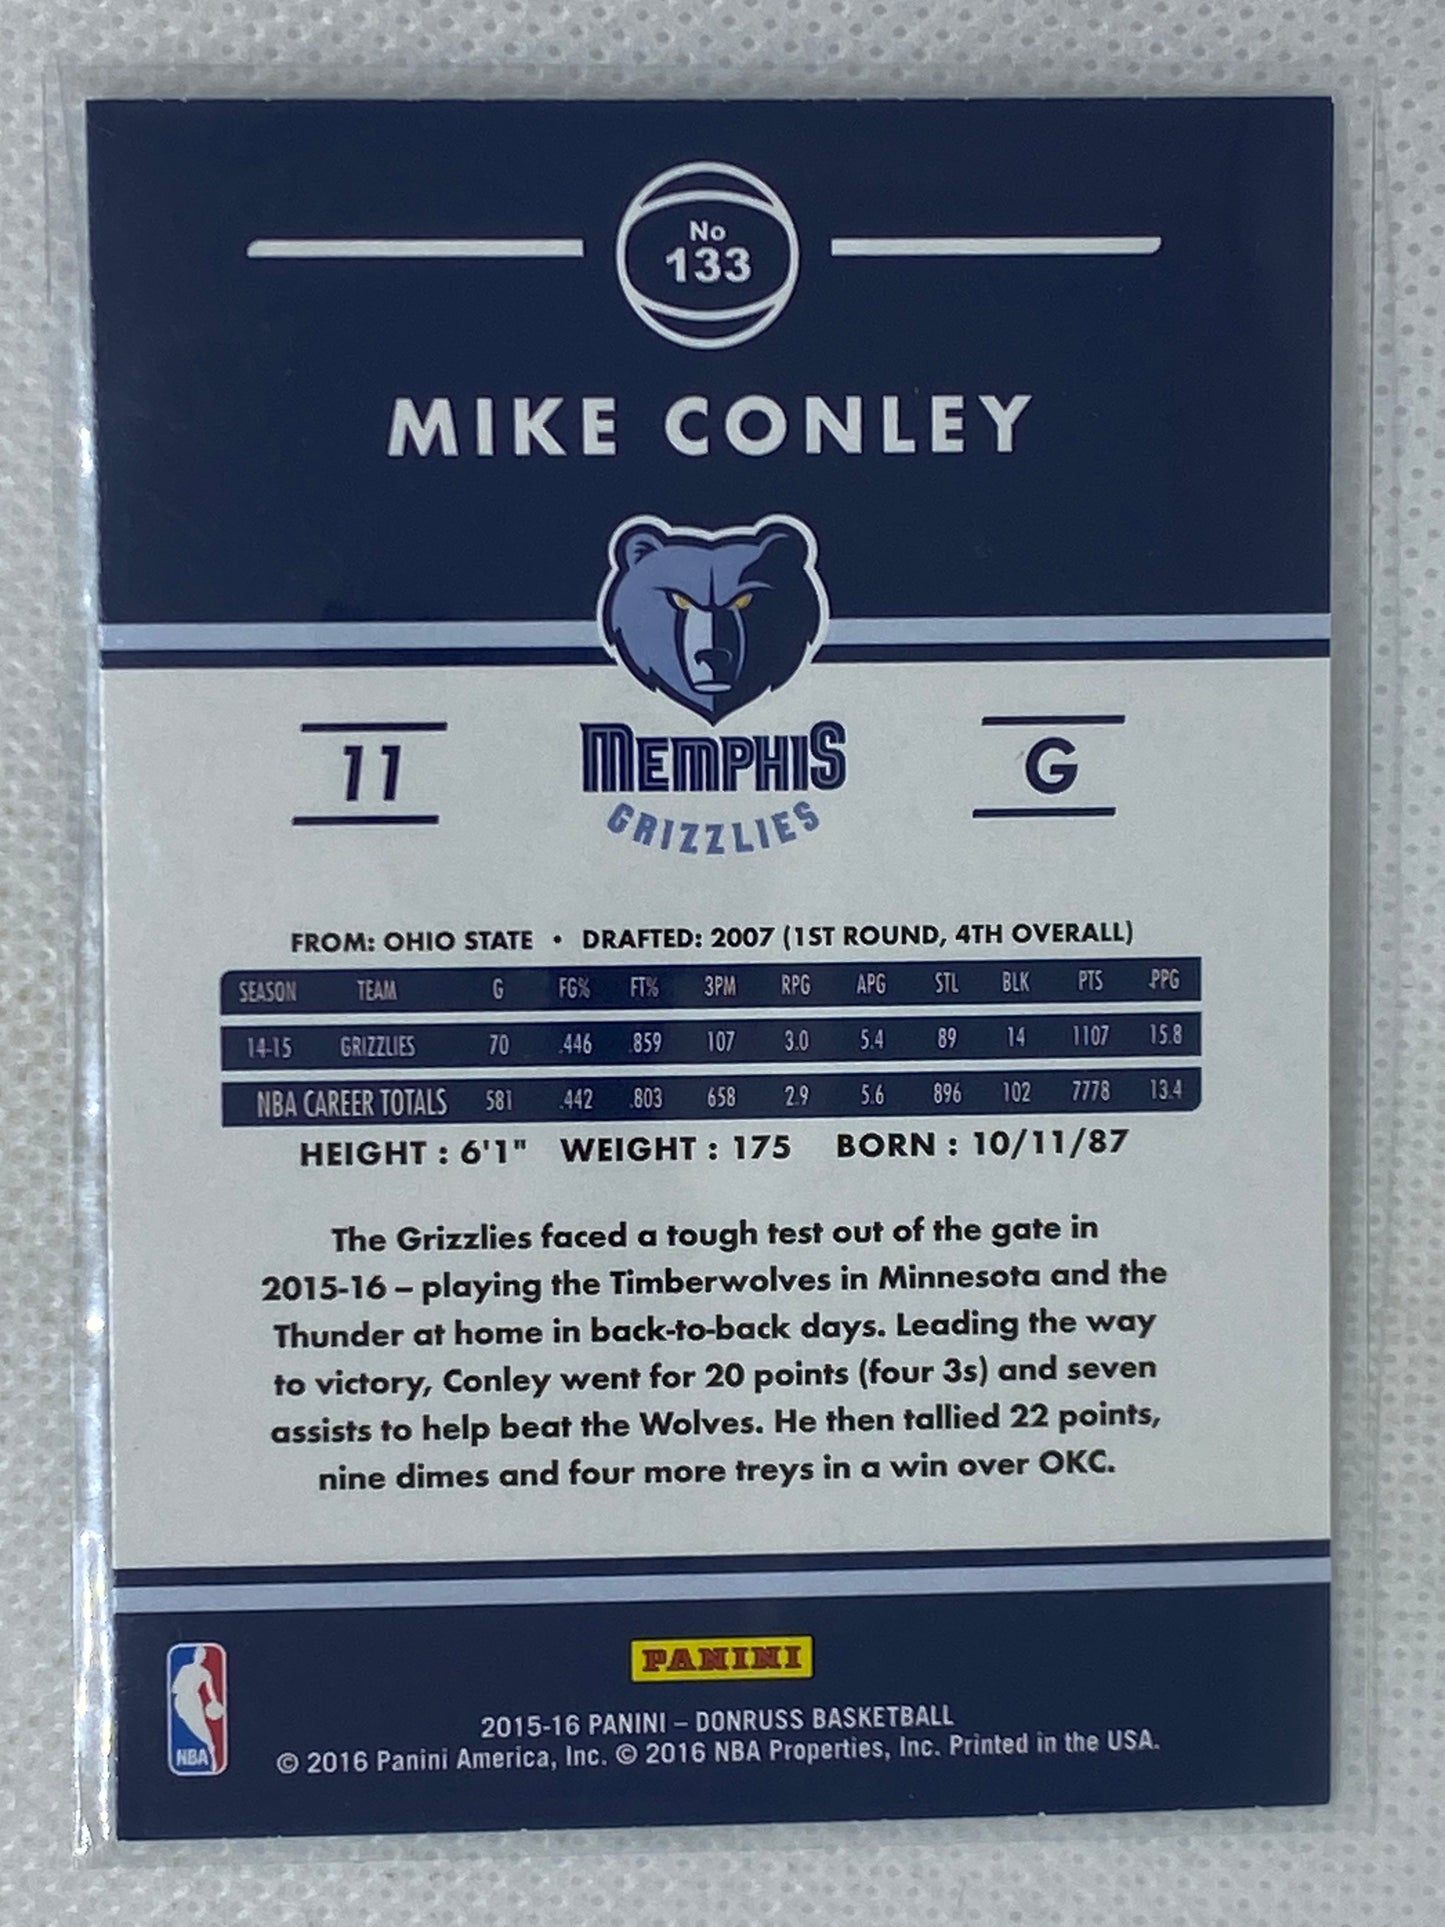 No
133
MIKE CONLEY
11
MEMPHIS
GRIZZLIES
G
FROM: OHIO STATE • DRAFTED: 2007 (1ST ROUND, 4TH OVERALL)
SEASON TEAM G FG% FT% 3PM RPG APG STL BLK PTS PPG
14-15 GRIZZLIES 70 .446 .859 107 3.0 5.4 89 14 1107 15.8
NBA CAREER TOTALS 581 .442 .803 658 2.9 5.6 896 102 7778 13.4
HEIGHT : 6'1" WEIGHT : 175 BORN : 10/11/87
The Grizzlies faced a tough test out of the gate in
2015-16 – playing the Timberwolves in Minnesota and the
Thunder at home in back-to-back days. Leading the way
to victory, Conley went for 20 points (four 3s) and seven
assists to help beat the Wolves. He then tallied 22 points,
nine dimes and four more treys in a win over OKC.
PANINI
NBA
2015-16 PANINI – DONRUSS BASKETBALL
© 2016 Panini America, Inc. © 2016 NBA Properties, Inc. Printed in the USA.